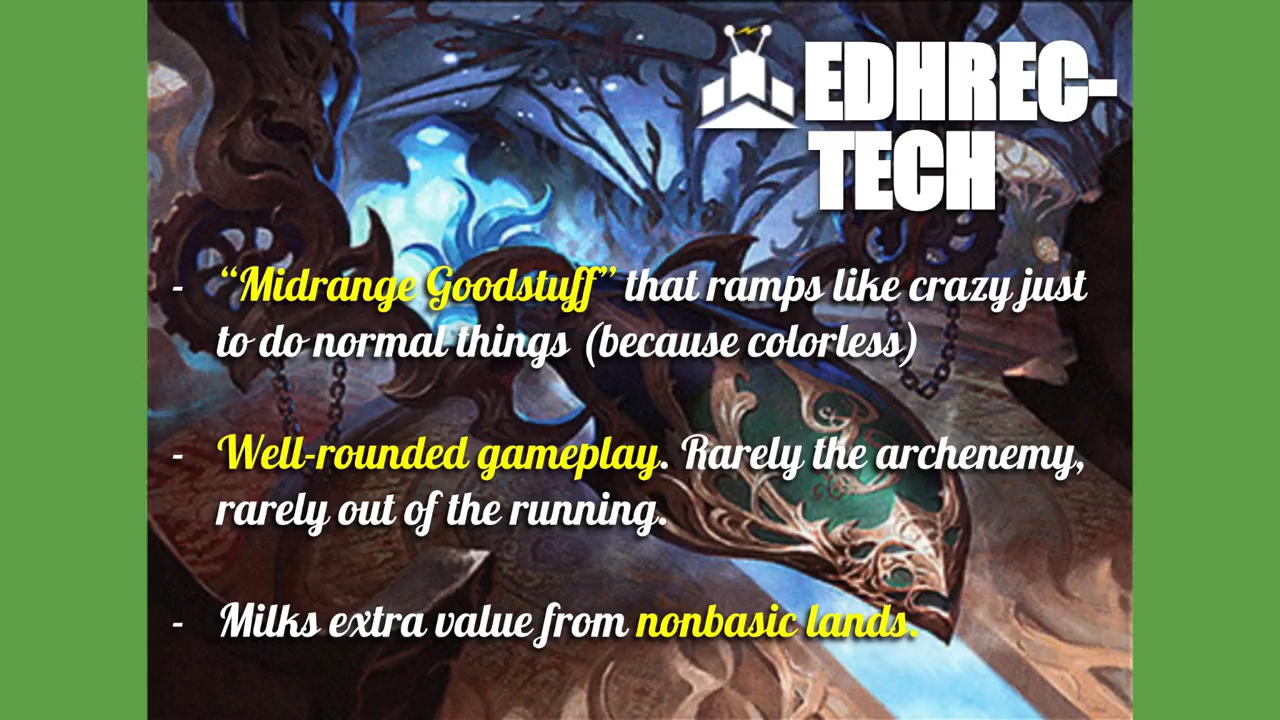 EDHREC-
TECH
- “Midrange Goodstuff” that ramps like crazy just
to do normal things (because colorless)
- Well-rounded gameplay. Rarely the archenemy,
rarely out of the running.
- Milks extra value from nonbasic lands.